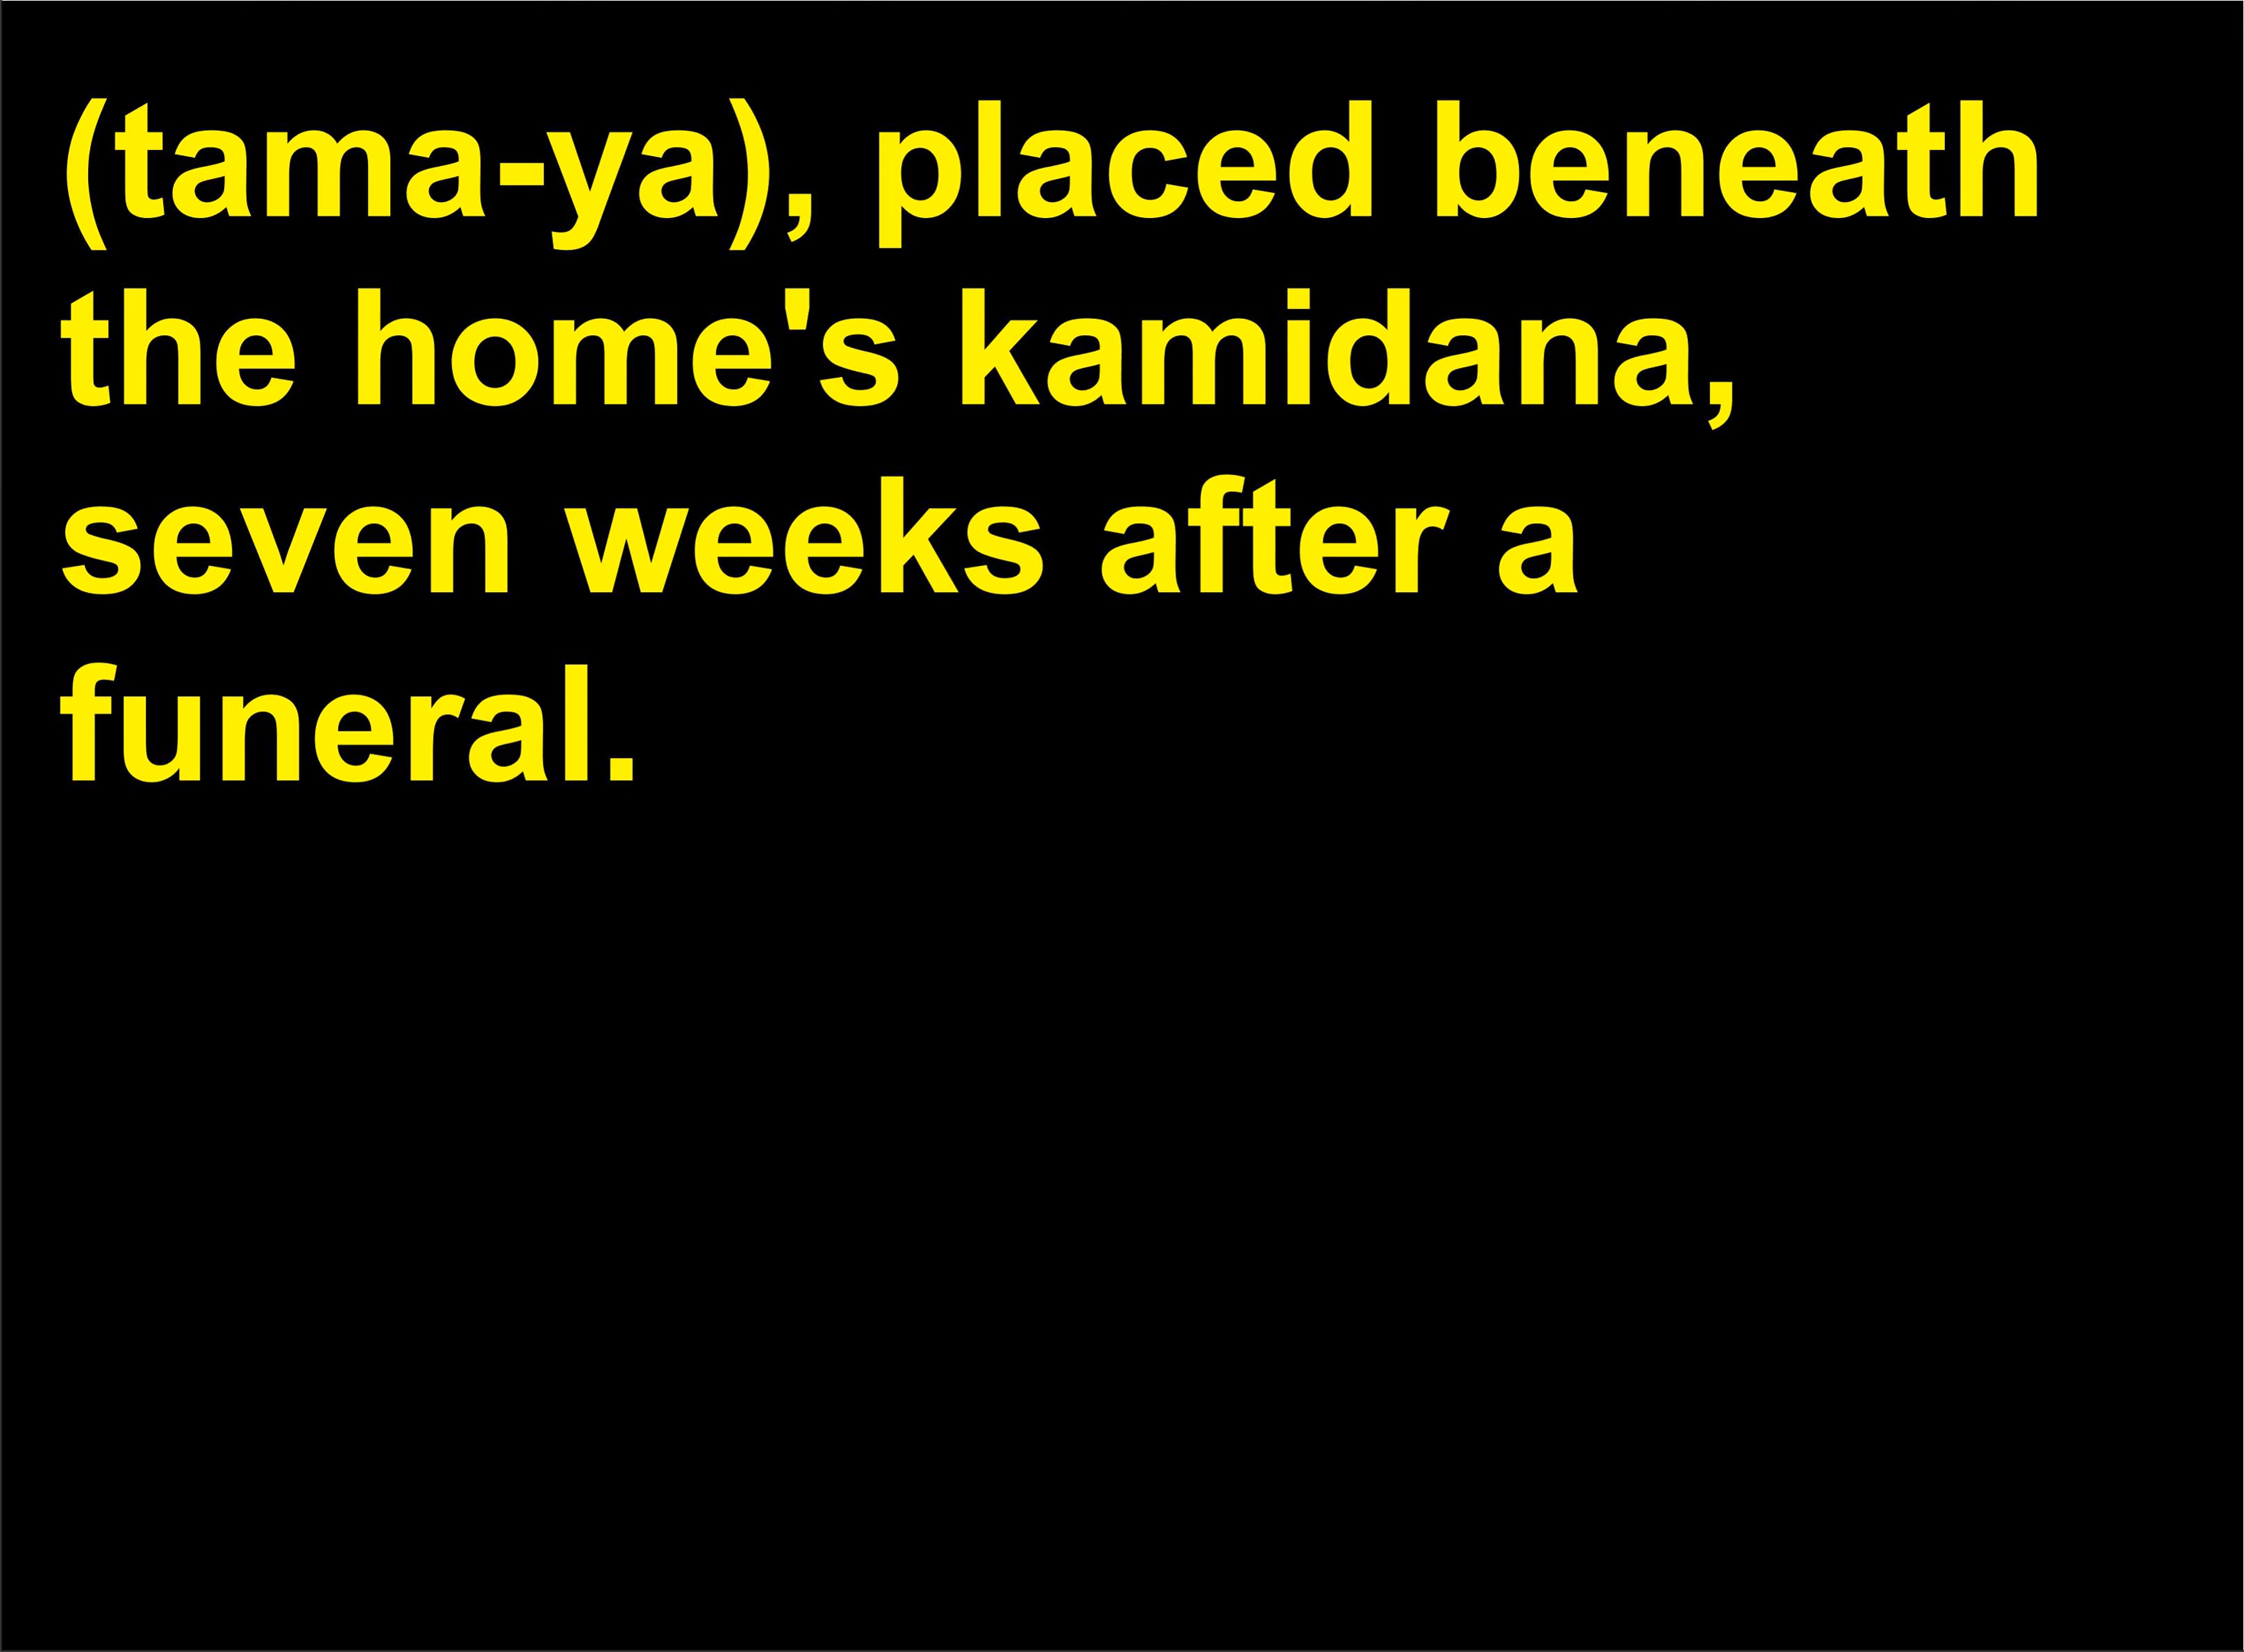 (tama-ya), placed beneath
the home's kamidana,
seven weeks after a
funeral.